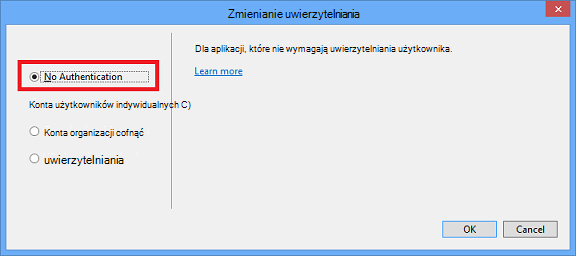 Zmienianie uwierzytelniania
Dla aplikacji, które nie wymagają uwierzytelniania użytkownika.
Learn more
No Authentication
Konta użytkowników indywidualnych C)
Konta organizacji cofnąć
uwierzytelniania
OK
Cancel